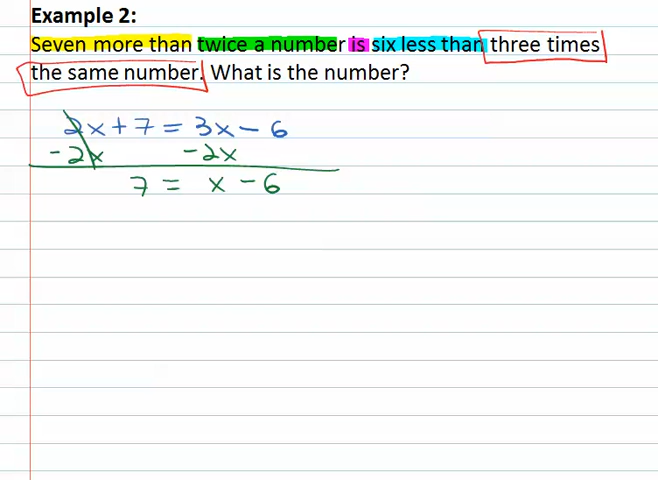 Example 2:
Seven more than twice a number is six less than three times
the same number. What is the number?
2x + 7 = 3x - 6
- 2x - 2x
7 = x - 6